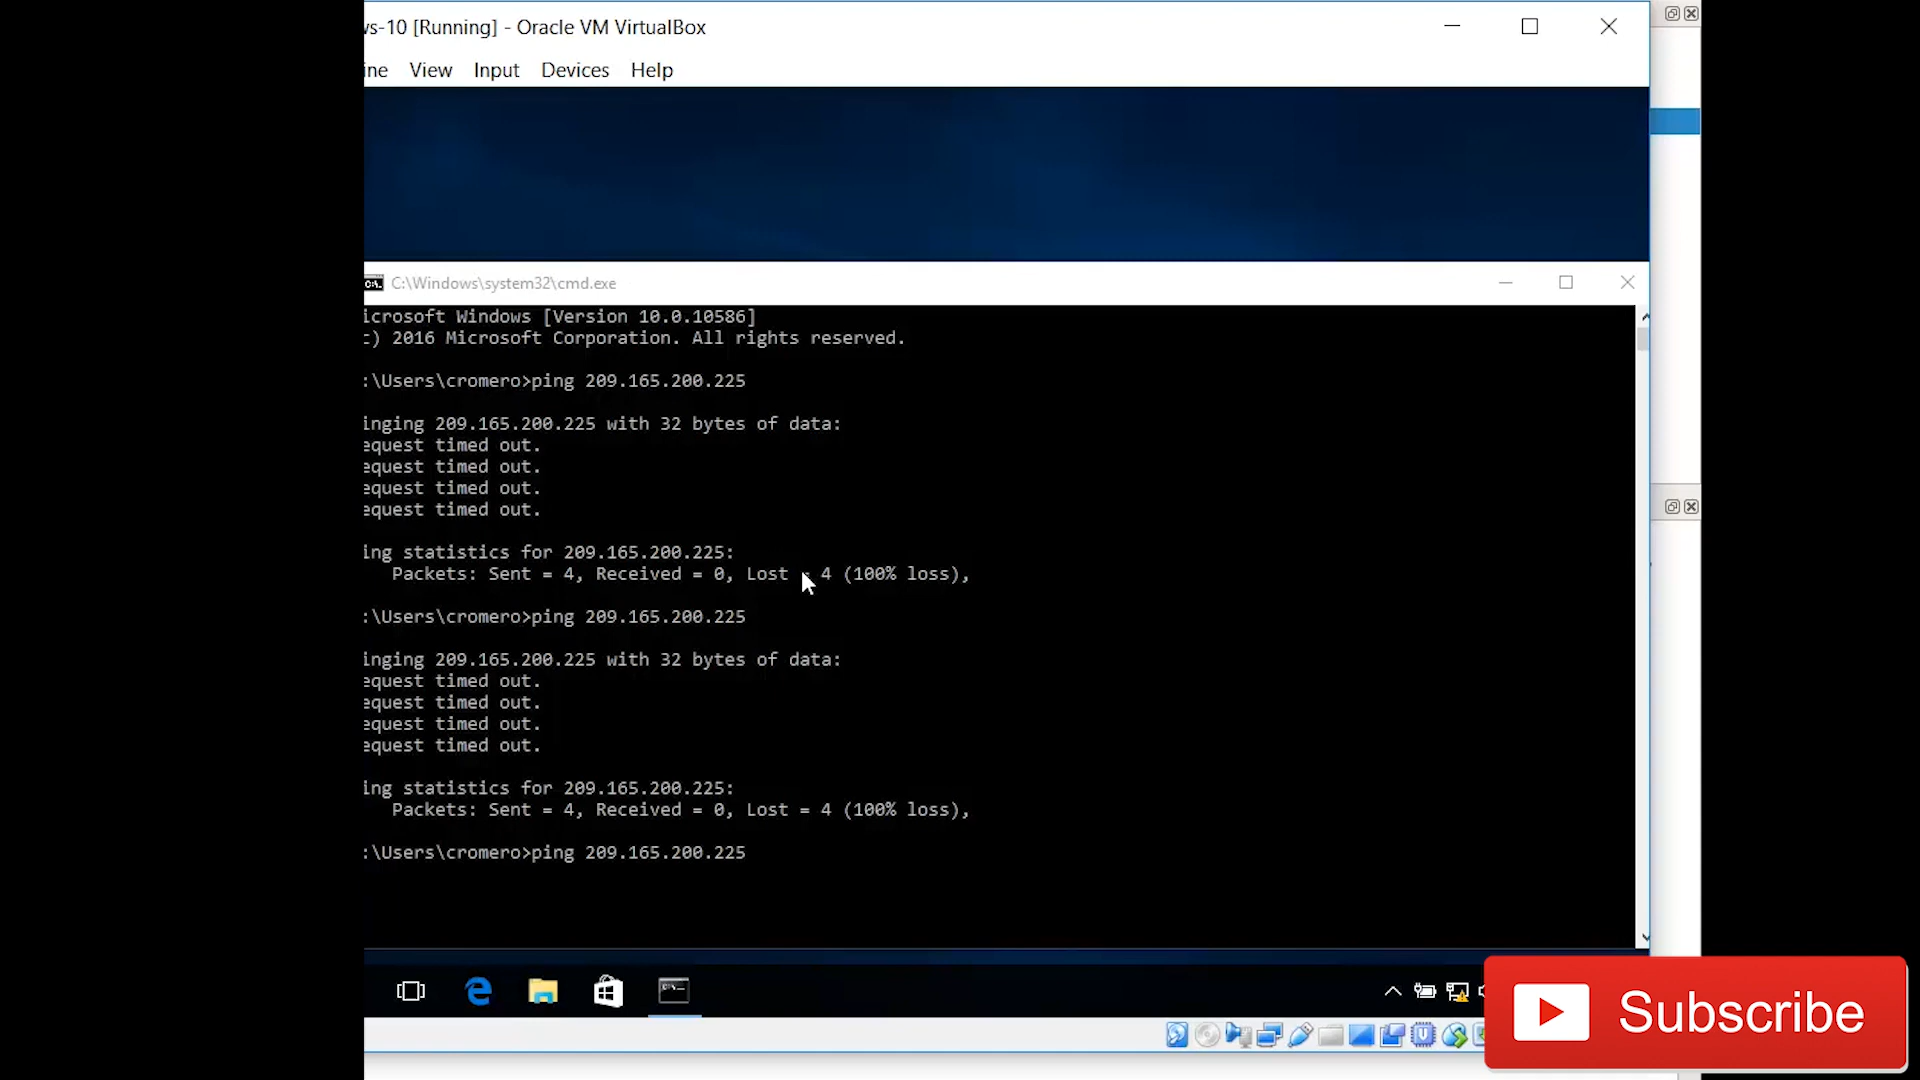 ws-10 [Running] - Oracle VM VirtualBox
ine View Input Devices Help
C:\Windows\system32\cmd.exe
icrosoft Windows [Version 10.0.10586]
c) 2016 Microsoft Corporation. All rights reserved.
:\Users\cromero>ping 209.165.200.225
inging 209.165.200.225 with 32 bytes of data:
equest timed out.
equest timed out.
equest timed out.
equest timed out.
ing statistics for 209.165.200.225:
Packets: Sent = 4, Received = 0, Lost = 4 (100% loss),
:\Users\cromero>ping 209.165.200.225
inging 209.165.200.225 with 32 bytes of data:
equest timed out.
equest timed out.
equest timed out.
equest timed out.
ing statistics for 209.165.200.225:
Packets: Sent = 4, Received = 0, Lost = 4 (100% loss),
:\Users\cromero>ping 209.165.200.225
Subscribe